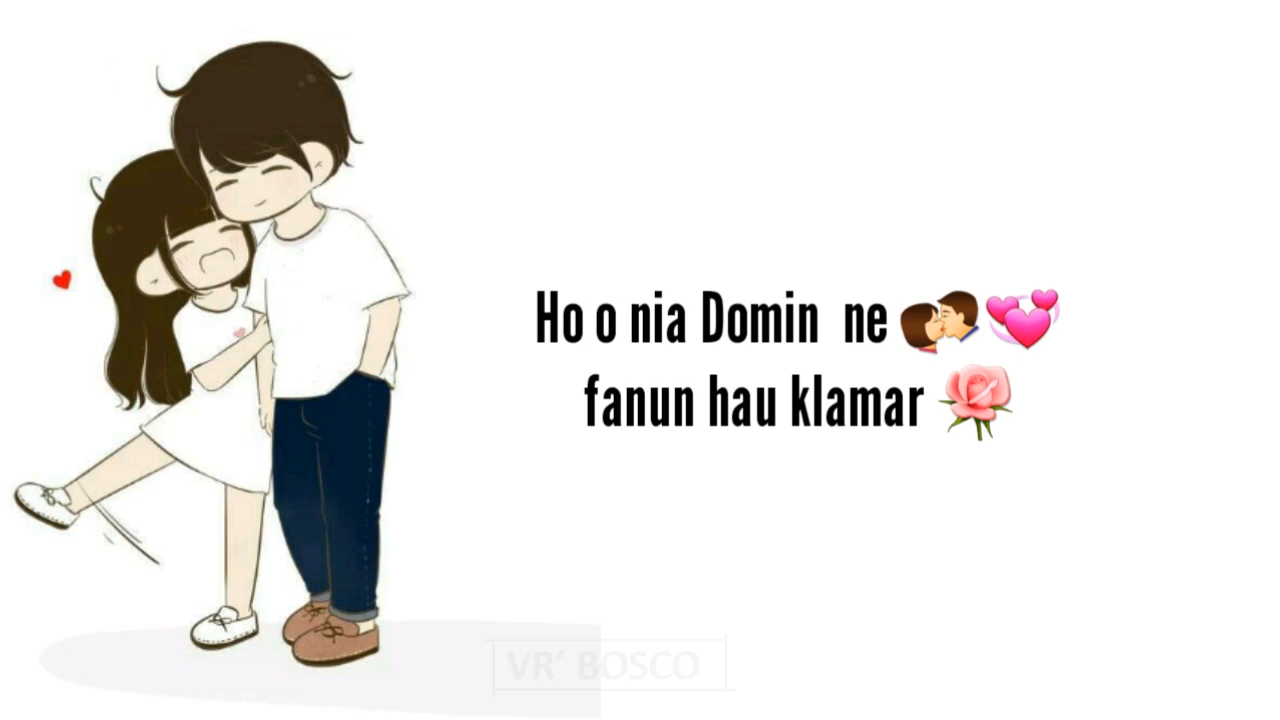 Ho o nia Domin ne 💏💞
fanun hau klamar 🌹
VR' BOSCO